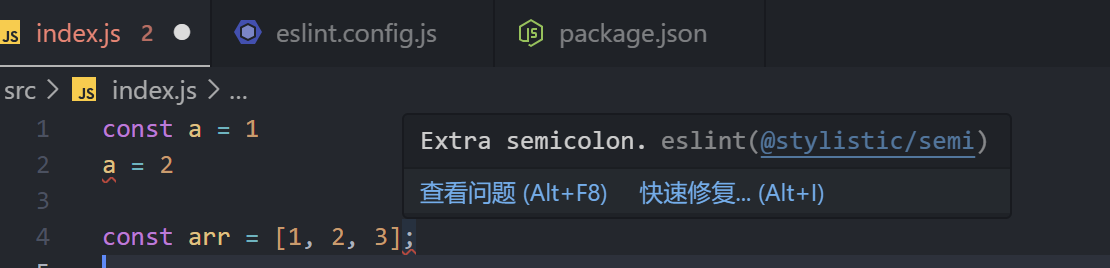 JS index.js 2 eslint.config.js package.json
src > JS index.js > ...
1 const a = 1
Extra semicolon. eslint(@stylistic/semi)
2 a = 2
查看问题 (Alt+F8) 快速修复... (Alt+I)
3
4 const arr = [1, 2, 3];
5